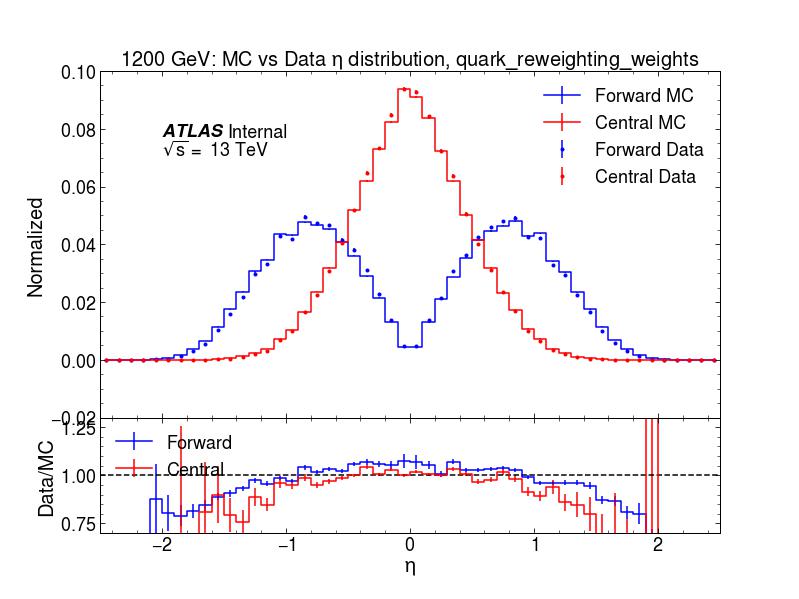 1200 GeV: MC vs Data η distribution, quark_reweighting_weights
0.10
0.08
0.06
0.04
0.02
0.00
−0.02
Normalized
ATLAS Internal
√s = 13 TeV
Forward MC
Central MC
Forward Data
Central Data
1.25
1.00
0.75
Data/MC
Forward
Central
−2
−1
0
1
2
η